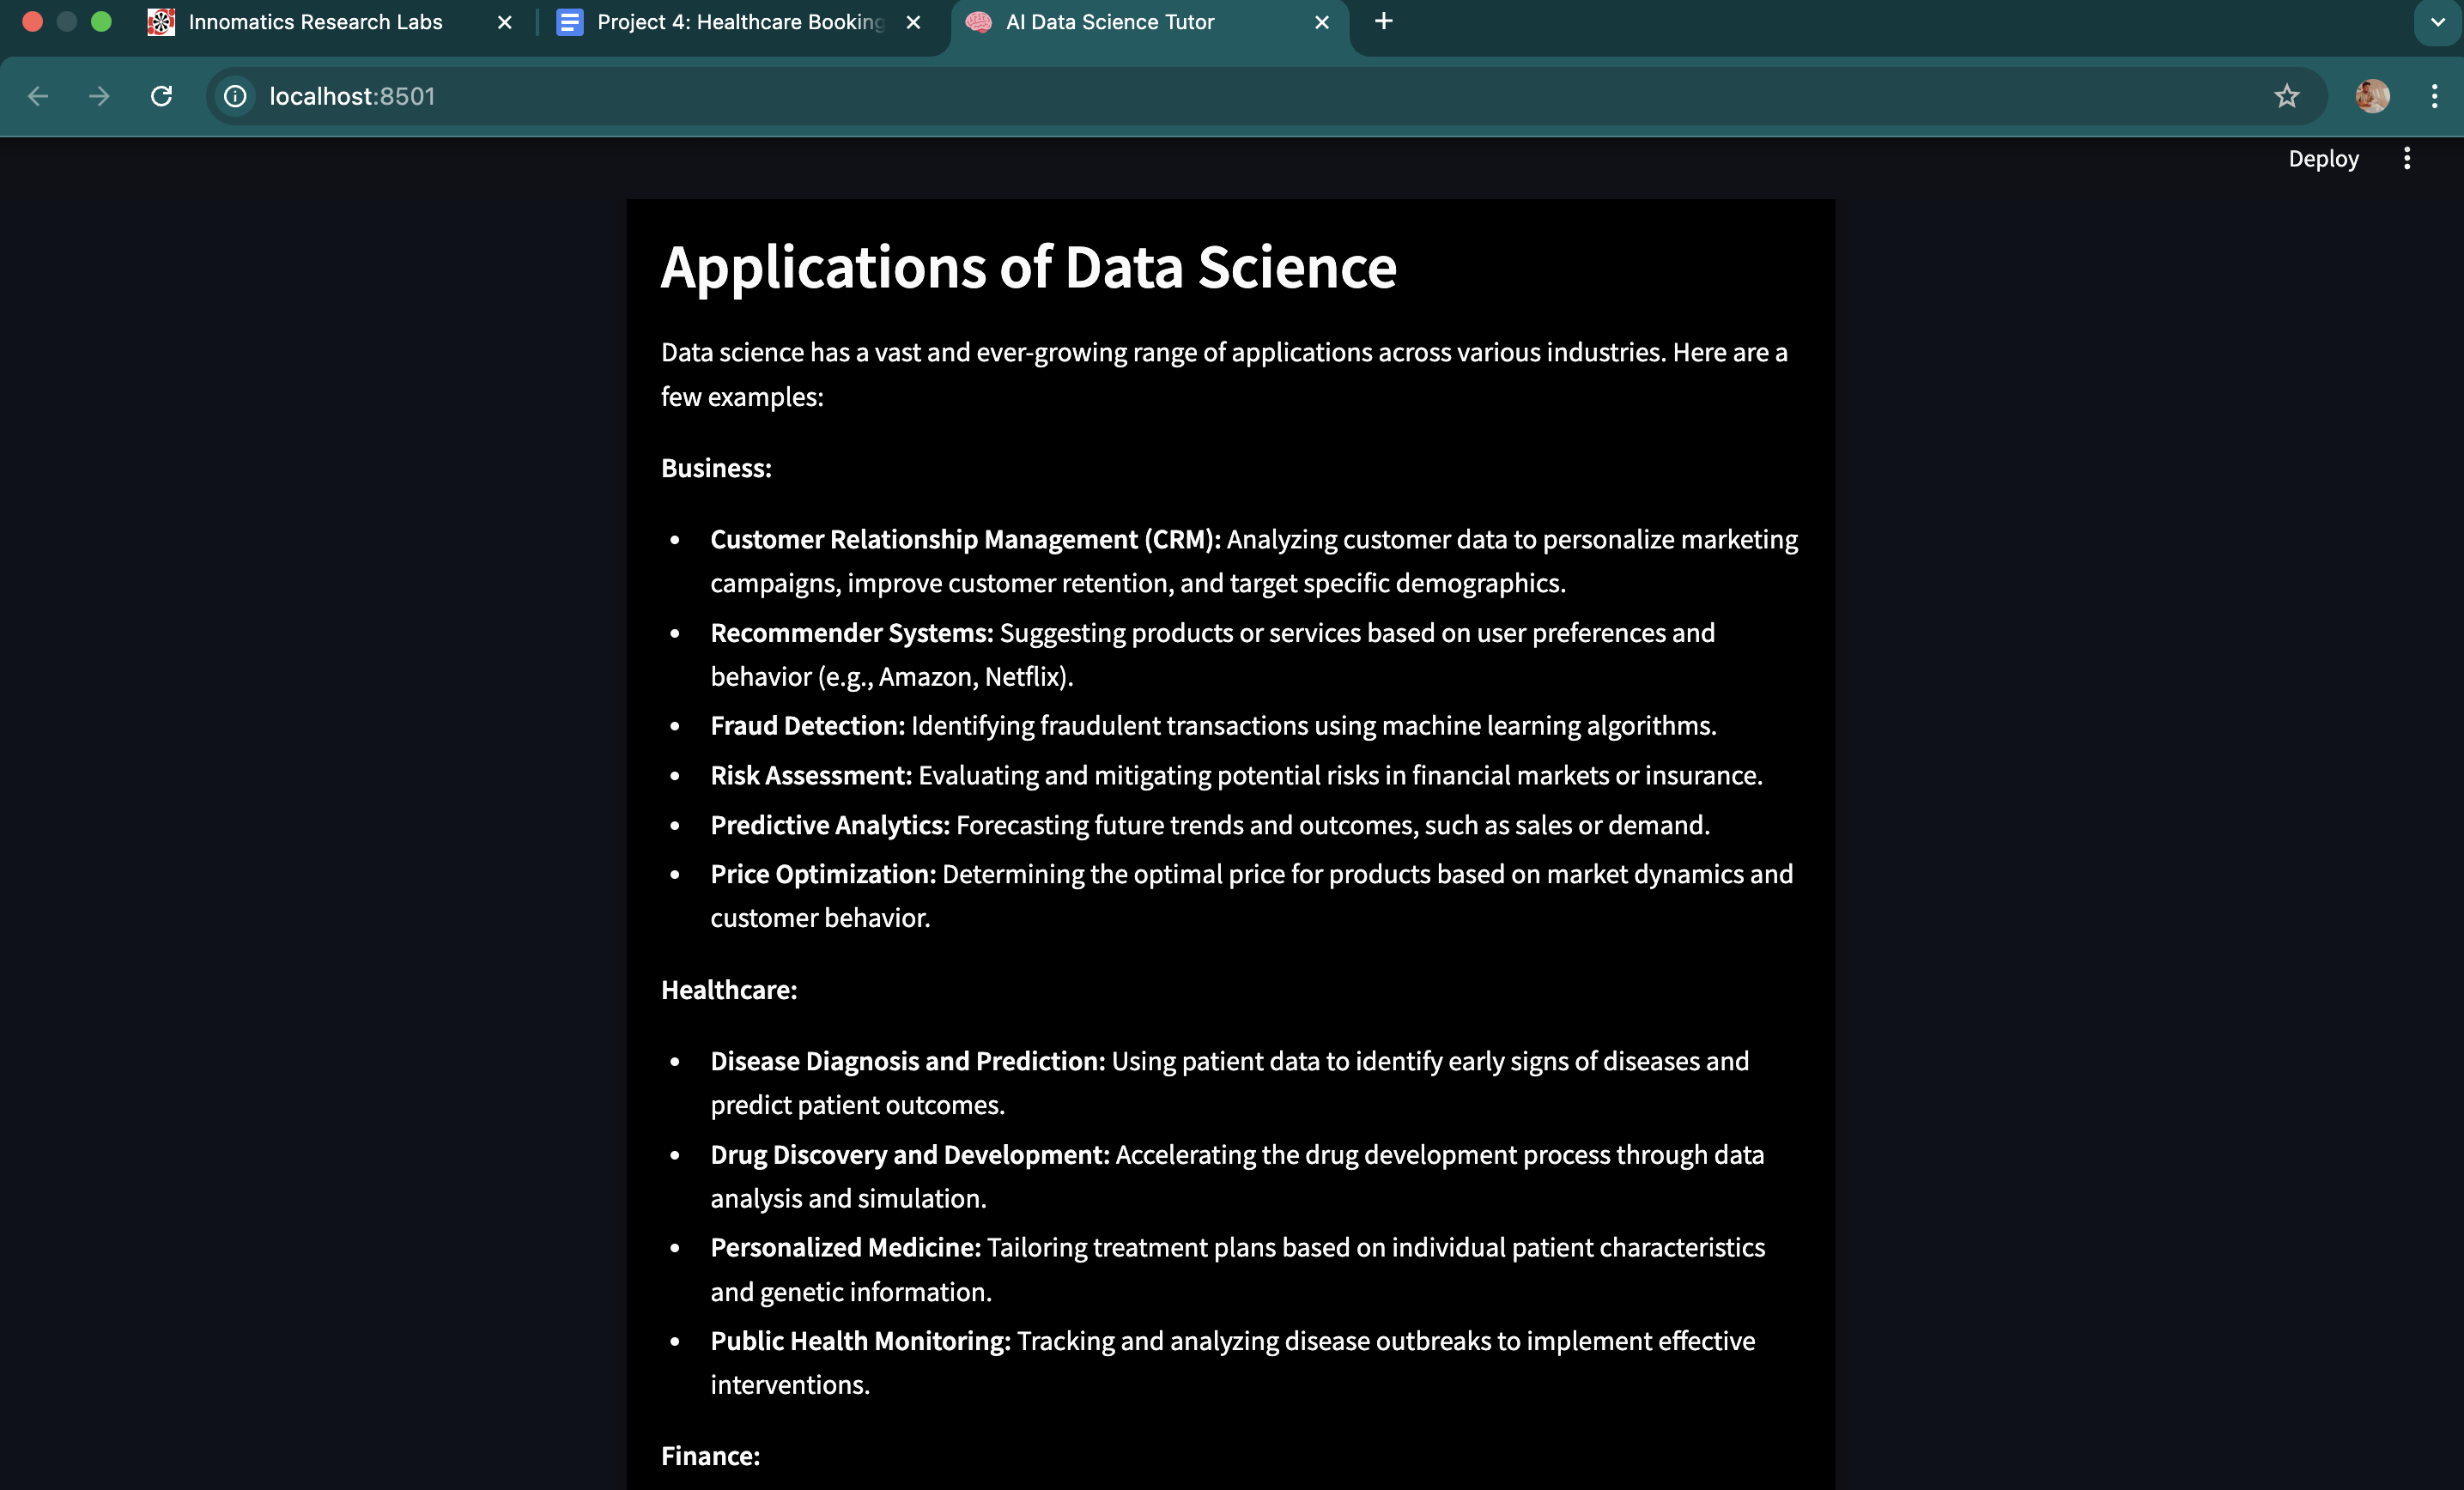 Innomatics Research Labs
Project 4: Healthcare Booking
AI Data Science Tutor
localhost:8501
Deploy
Applications of Data Science
Data science has a vast and ever-growing range of applications across various industries. Here are a
few examples:
Business:
• Customer Relationship Management (CRM): Analyzing customer data to personalize marketing
campaigns, improve customer retention, and target specific demographics.
• Recommender Systems: Suggesting products or services based on user preferences and
behavior (e.g., Amazon, Netflix).
• Fraud Detection: Identifying fraudulent transactions using machine learning algorithms.
• Risk Assessment: Evaluating and mitigating potential risks in financial markets or insurance.
• Predictive Analytics: Forecasting future trends and outcomes, such as sales or demand.
• Price Optimization: Determining the optimal price for products based on market dynamics and
customer behavior.
Healthcare:
• Disease Diagnosis and Prediction: Using patient data to identify early signs of diseases and
predict patient outcomes.
• Drug Discovery and Development: Accelerating the drug development process through data
analysis and simulation.
• Personalized Medicine: Tailoring treatment plans based on individual patient characteristics
and genetic information.
• Public Health Monitoring: Tracking and analyzing disease outbreaks to implement effective
interventions.
Finance: